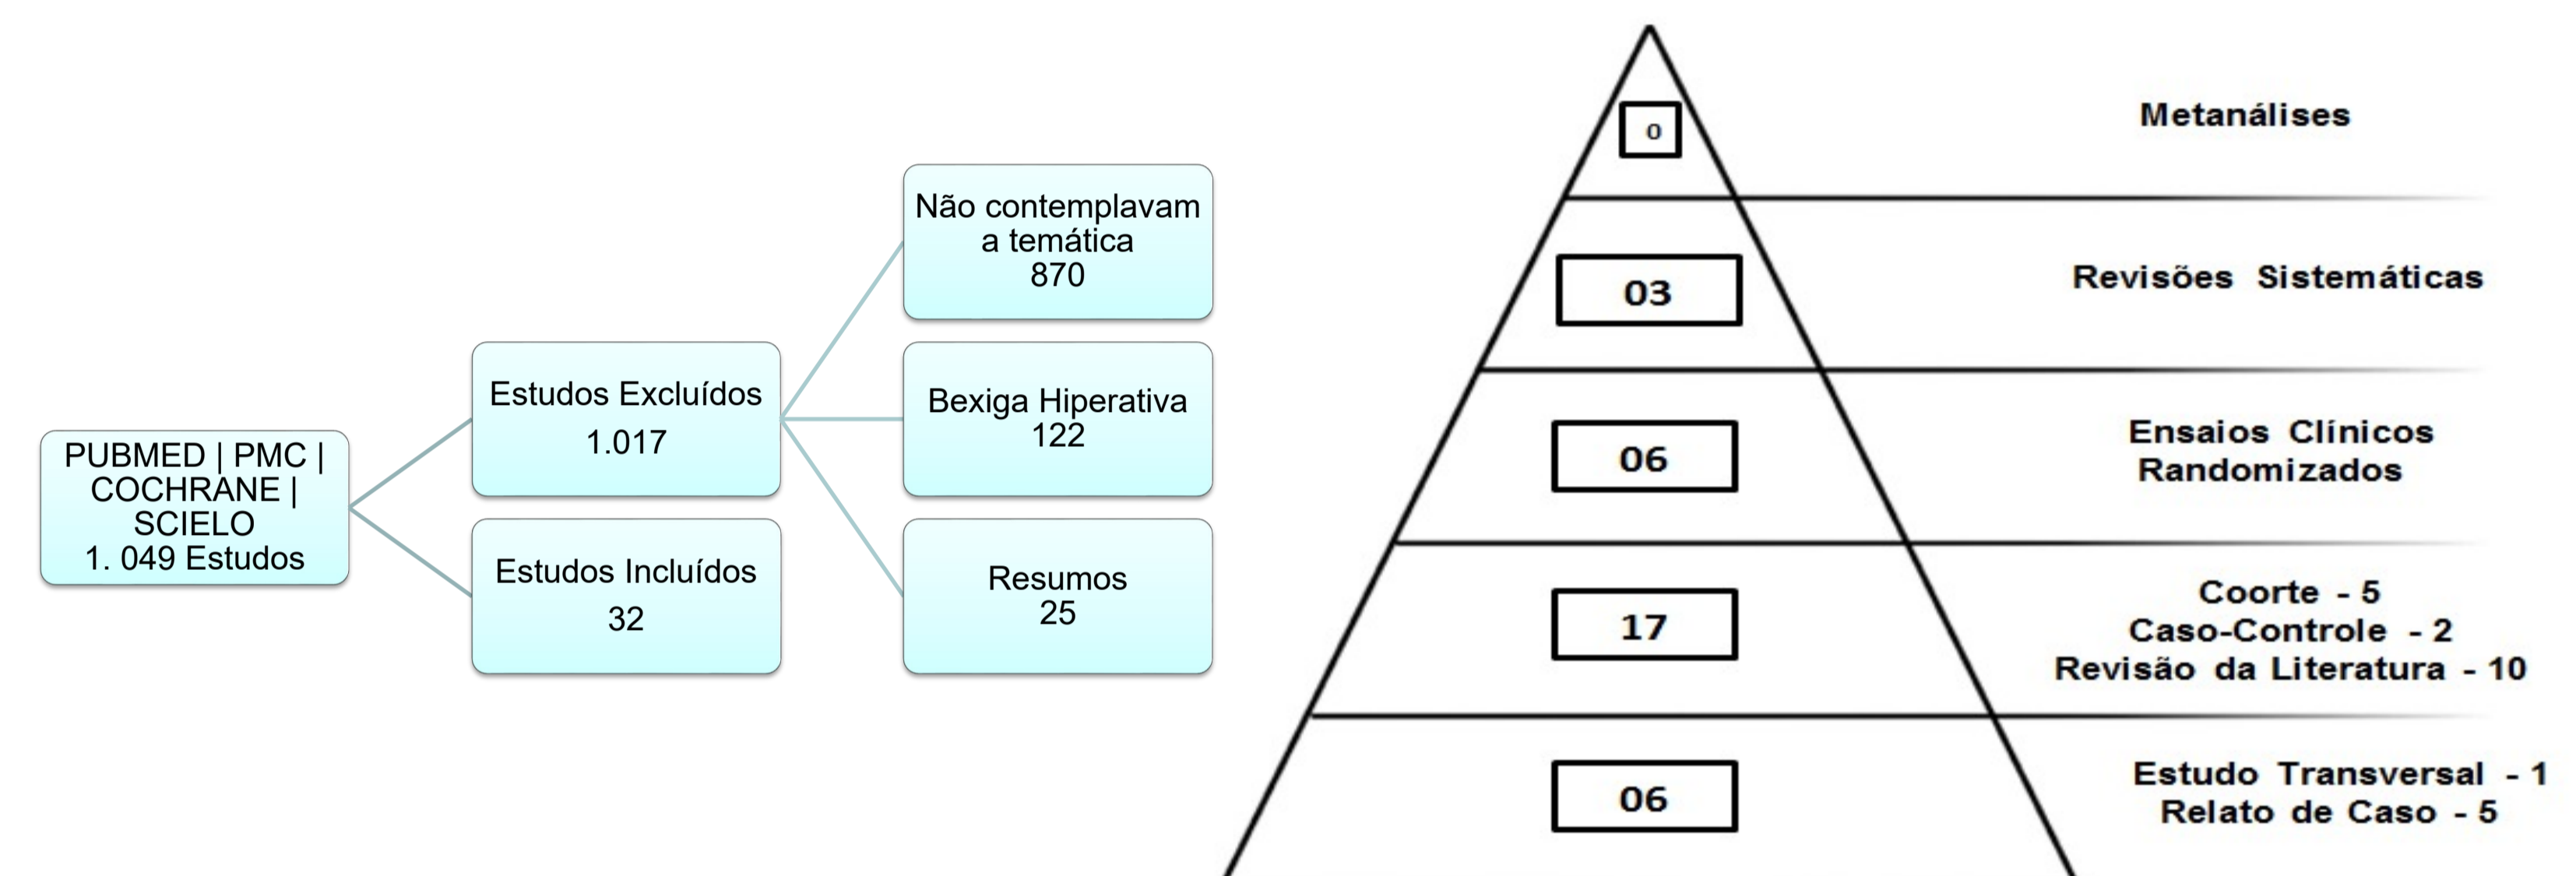 PUBMED | PMC |
COCHRANE |
SCIELO
1. 049 Estudos
Estudos Excluídos
1.017
Estudos Incluídos
32
Não contemplavam
a temática
870
Bexiga Hiperativa
122
Resumos
25
0
Metanálises
03
Revisões Sistemáticas
06
Ensaios Clínicos
Randomizados
17
Coorte - 5
Caso-Controle - 2
Revisão da Literatura - 10
06
Estudo Transversal - 1
Relato de Caso - 5